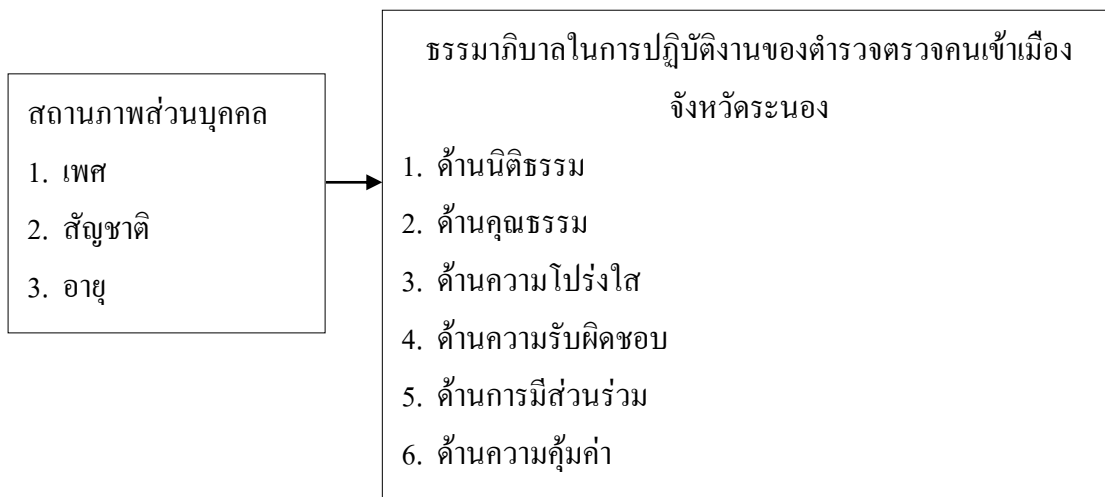 สถานภาพส่วนบุคคล
1. เพศ
2. สัญชาติ
3. อายุ
ธรรมาภิบาลในการปฏิบัติงานของตำรวจตรวจคนเข้าเมือง
จังหวัดระนอง
1. ด้านนิติธรรม
2. ด้านคุณธรรม
3. ด้านความโปร่งใส
4. ด้านความรับผิดชอบ
5. ด้านการมีส่วนร่วม
6. ด้านความคุ้มค่า